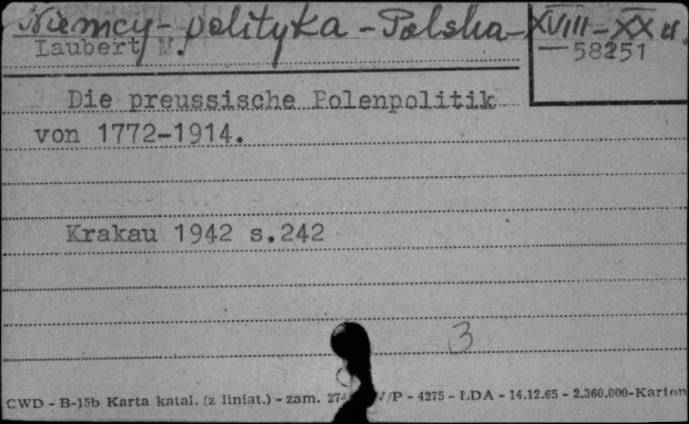 Niemcy - polityka - Polska - XVIII - XX w.
Laubert M.
58251
Die preussische Polenpolitik
von 1772-1914.
Krakau 1942 s.242
3
CWD - B-15b Karta katal. (z liniat.) - zam. /P - 4275 - ŁDA - 14.12.65 - 2.360.000-Karton